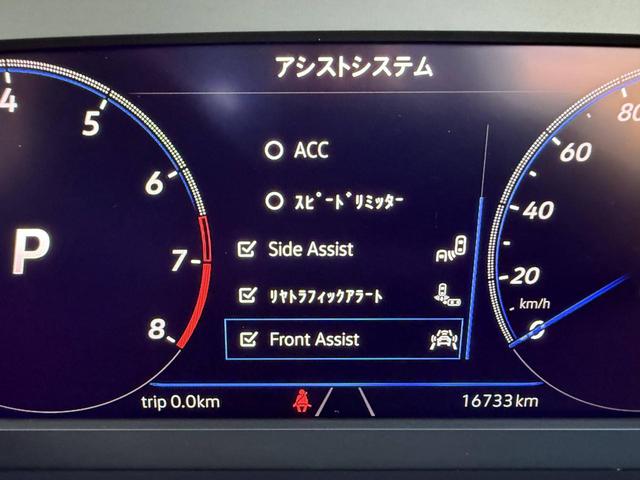 アシストシステム
4
5
6
7
8
P
ACC
ｽﾋﾟｰﾄﾞﾘﾐｯﾀｰ
Side Assist
ﾘﾔﾄﾗﾌｨｯｸｱﾗｰﾄ
Front Assist
80
60
40
20
km/h
0
trip 0.0km
16733 km